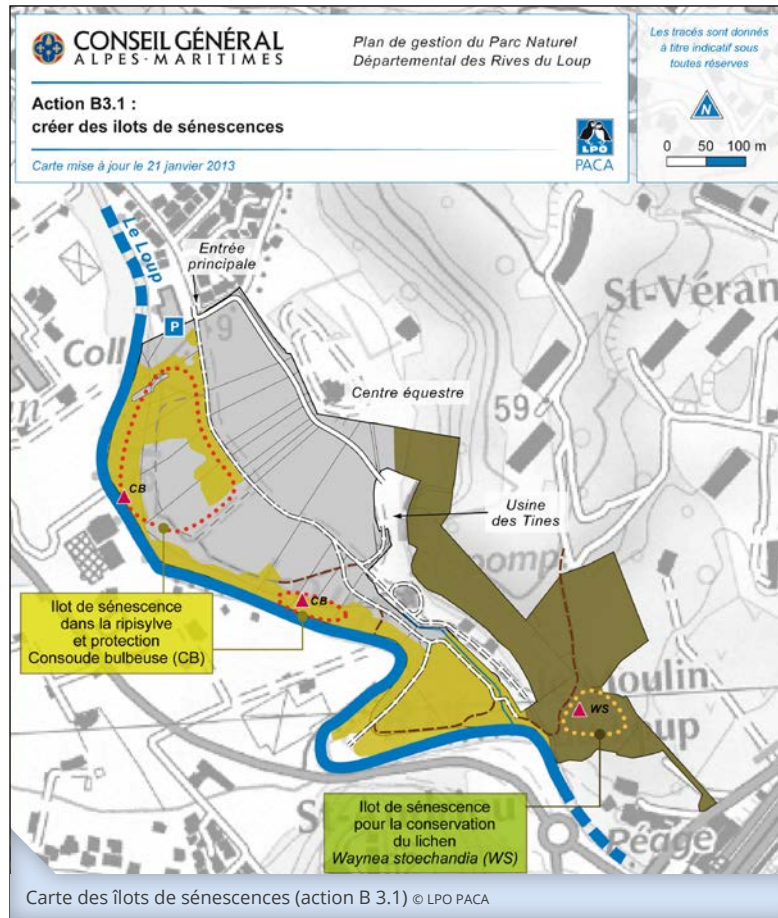 CONSEIL GÉNÉRAL
ALPES-MARITIMES
Plan de gestion du Parc Naturel
Départemental des Rives du Loup
Action B3.1 :
créer des ilots de sénescences
Carte mise à jour le 21 janvier 2013
LPO
PACA
Les tracés sont donnés
à titre indicatif sous
toutes réserves
N
0 50 100 m
Le Loup
Entrée
principale
P
9
Coll
St-Véran
Centre équestre
59
Usine
des Tines
pomp
CB
CB
Ilot de sénescence
dans la ripisylve
et protection
Consoude bulbeuse (CB)
moulin
WS
oup
Ilot de sénescence
pour la conservation
du lichen
Waynea stoechandia (WS)
Péage
Carte des îlots de sénescences (action B 3.1) © LPO PACA